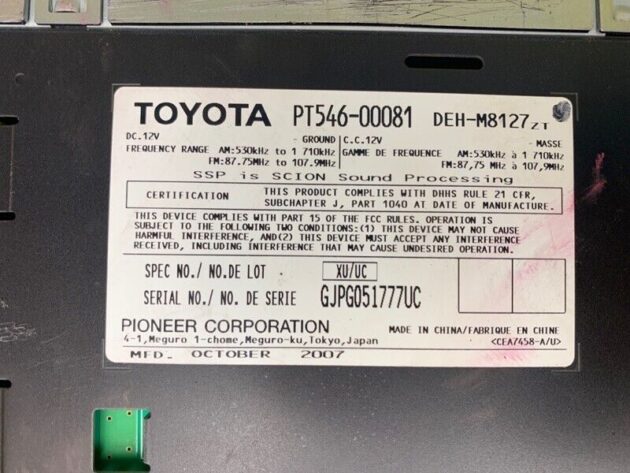 TOYOTA PT546-00081 DEH-M8127ZT
DC.12V GROUND C.C.12V MASSE
FREQUENCY RANGE AM:530kHz to 1 710kHz GAMME DE FREQUENCE AM:530kHz à 1 710kHz
FM:87.75MHz to 107.9MHz FM:87,75 MHz à 107,9MHz
SSP is SCION Sound Processing
CERTIFICATION THIS PRODUCT COMPLIES WITH DHHS RULE 21 CFR,
SUBCHAPTER J, PART 1040 AT DATE OF MANUFACTURE.
THIS DEVICE COMPLIES WITH PART 15 OF THE FCC RULES. OPERATION IS
SUBJECT TO THE FOLLOWING TWO CONDITIONS:(1) THIS DEVICE MAY NOT CAUSE
HARMFUL INTERFERENCE, AND(2) THIS DEVICE MUST ACCEPT ANY INTERFERENCE
RECEIVED, INCLUDING INTERFERENCE THAT MAY CAUSE UNDESIRED OPERATION.
SPEC NO./ NO.DE LOT XU/UC
SERIAL NO./ NO. DE SERIE GJPG051777UC
PIONEER CORPORATION MADE IN CHINA/FABRIQUE EN CHINE
4-1,Meguro 1-chome,Meguro-ku,Tokyo,Japan <CEA7458-A/U>
MFD. OCTOBER 2007